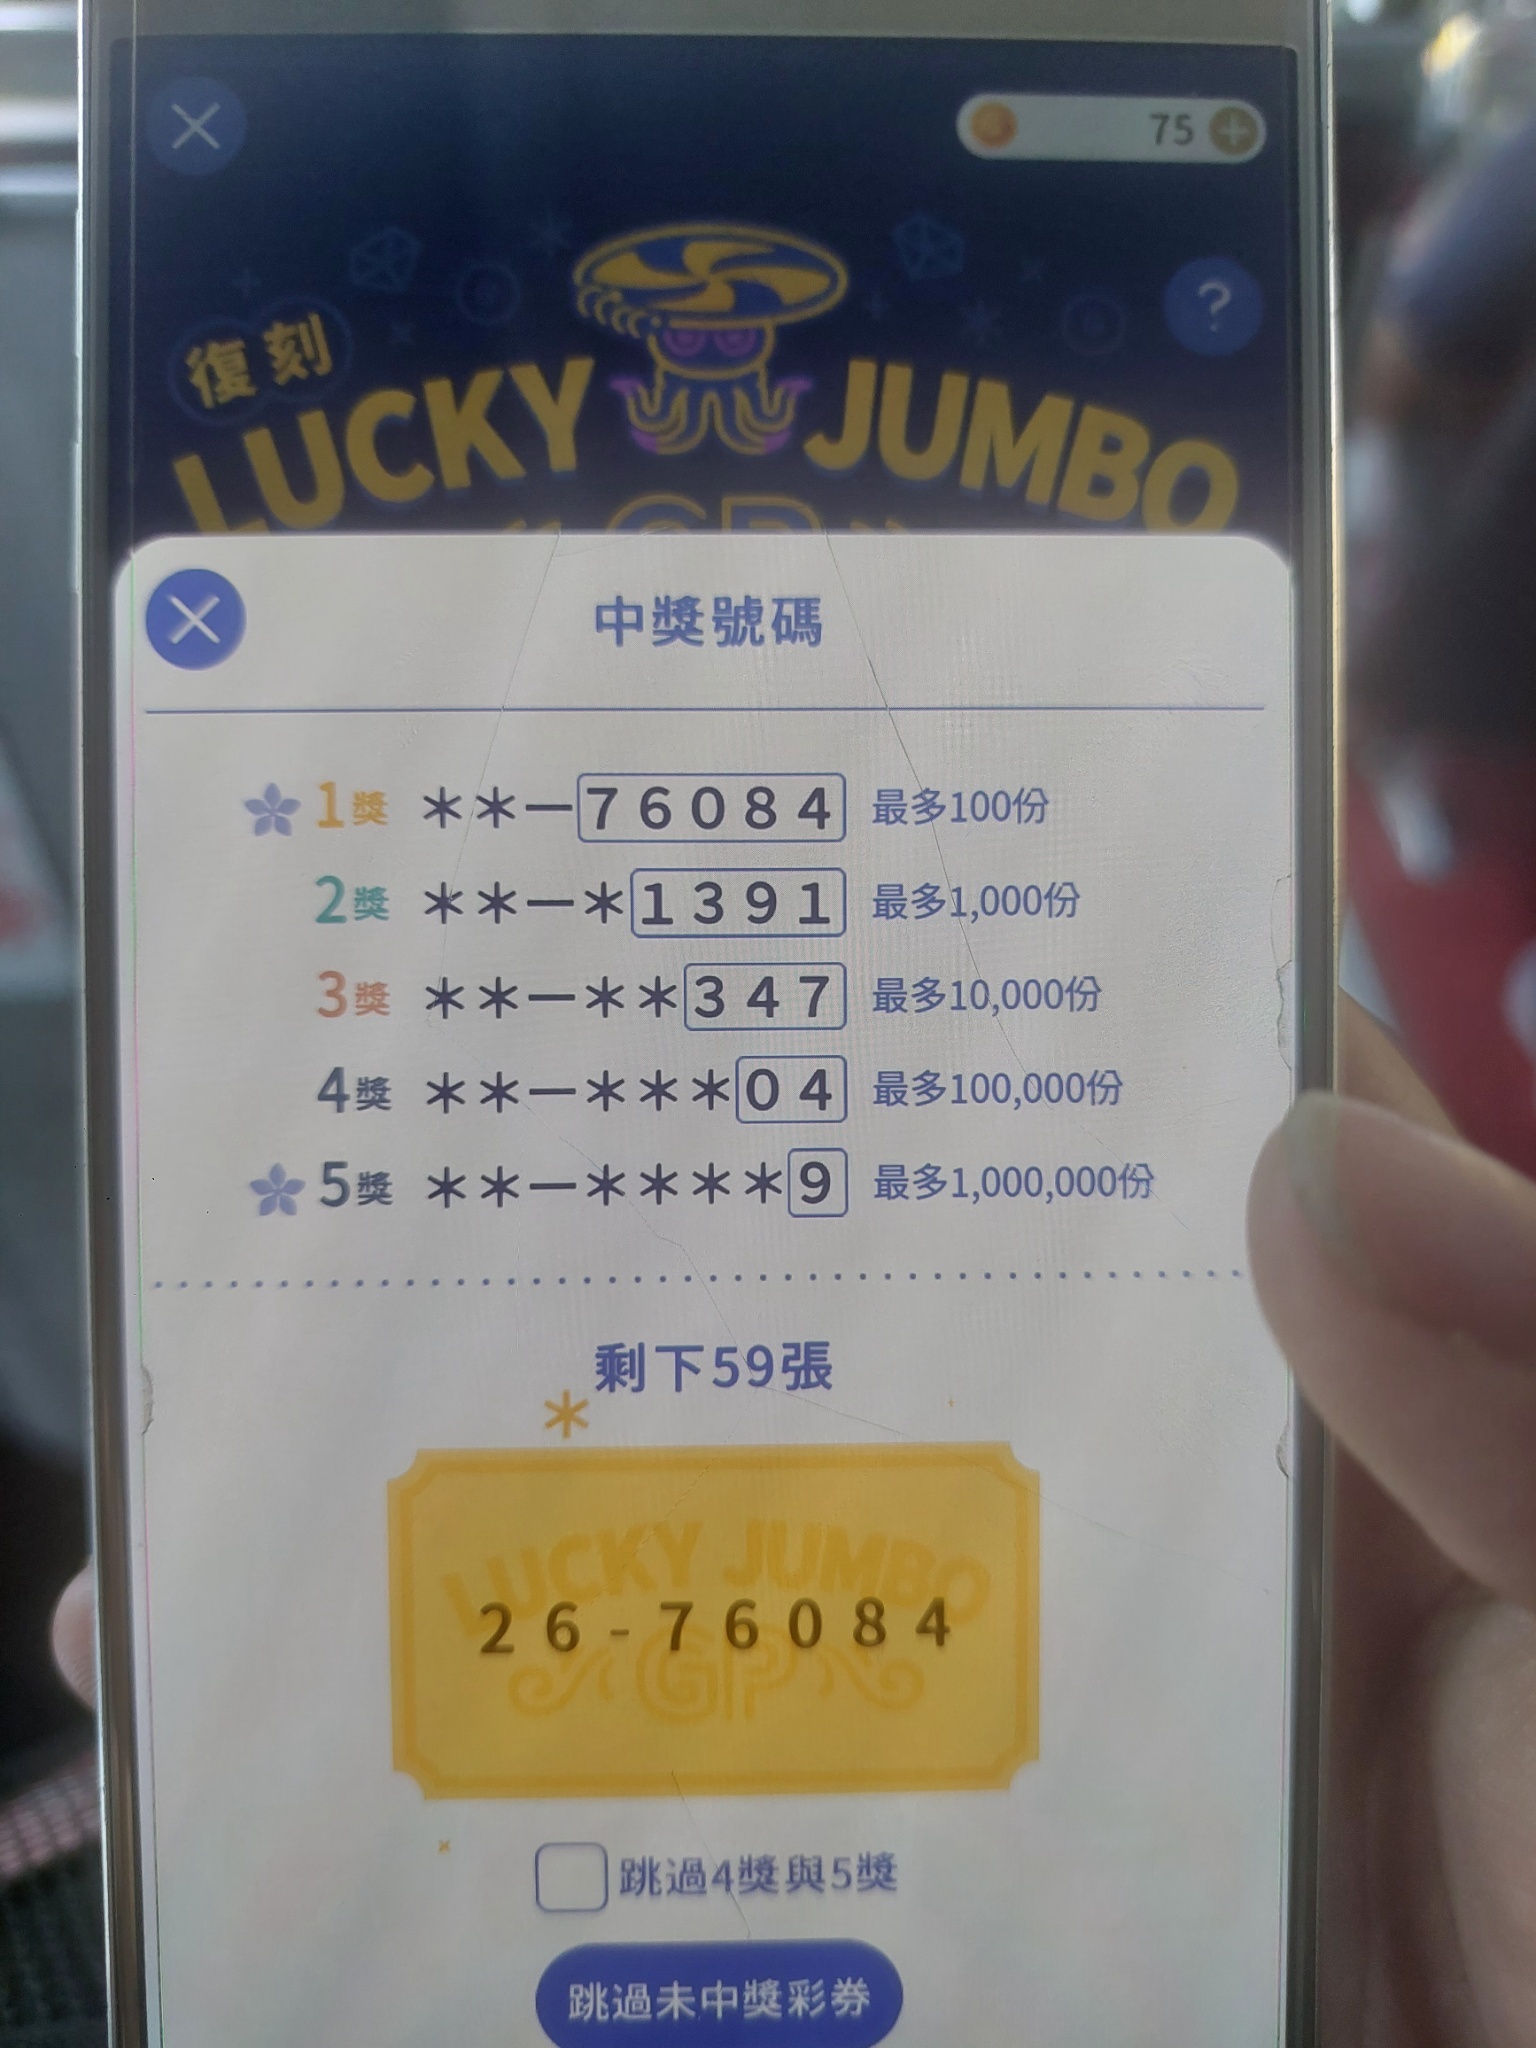 75
?
復刻
LUCKY JUMBO
GP
中獎號碼
1獎 **-76084 最多100份
2獎 **-*1391 最多1,000份
3獎 **-**347 最多10,000份
4獎 **-***04 最多100,000份
5獎 **-****9 最多1,000,000份
剩下59張
LUCKY JUMBO
26-76084
GP
跳過4獎與5獎
跳過未中獎彩券